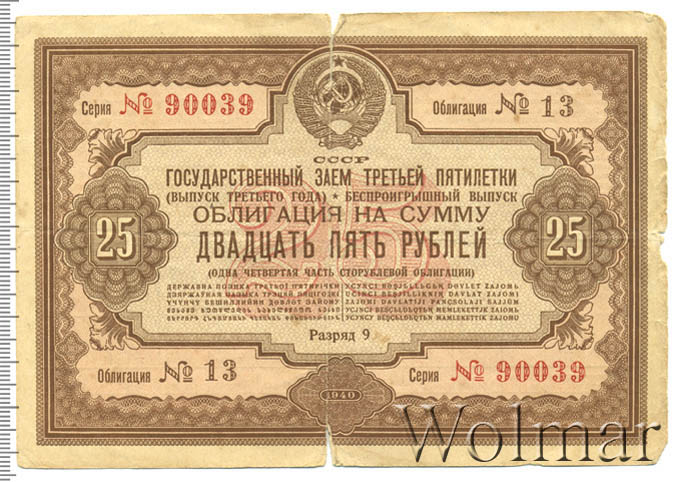 Серия № 90039
Облигация № 13
СССР
ГОСУДАРСТВЕННЫЙ ЗАЕМ ТРЕТЬЕЙ ПЯТИЛЕТКИ
(ВЫПУСК ТРЕТЬЕГО ГОДА) ★ БЕСПРОИГРЫШНЫЙ ВЫПУСК
ОБЛИГАЦИЯ НА СУММУ
25 ДВАДЦАТЬ ПЯТЬ РУБЛЕЙ 25
(ОДНА ЧЕТВЕРТАЯ ЧАСТЬ СТОРУБЛЕВОЙ ОБЛИГАЦИИ)
Разряд 9
Облигация № 13
Серия № 90039
1940
Wolmar